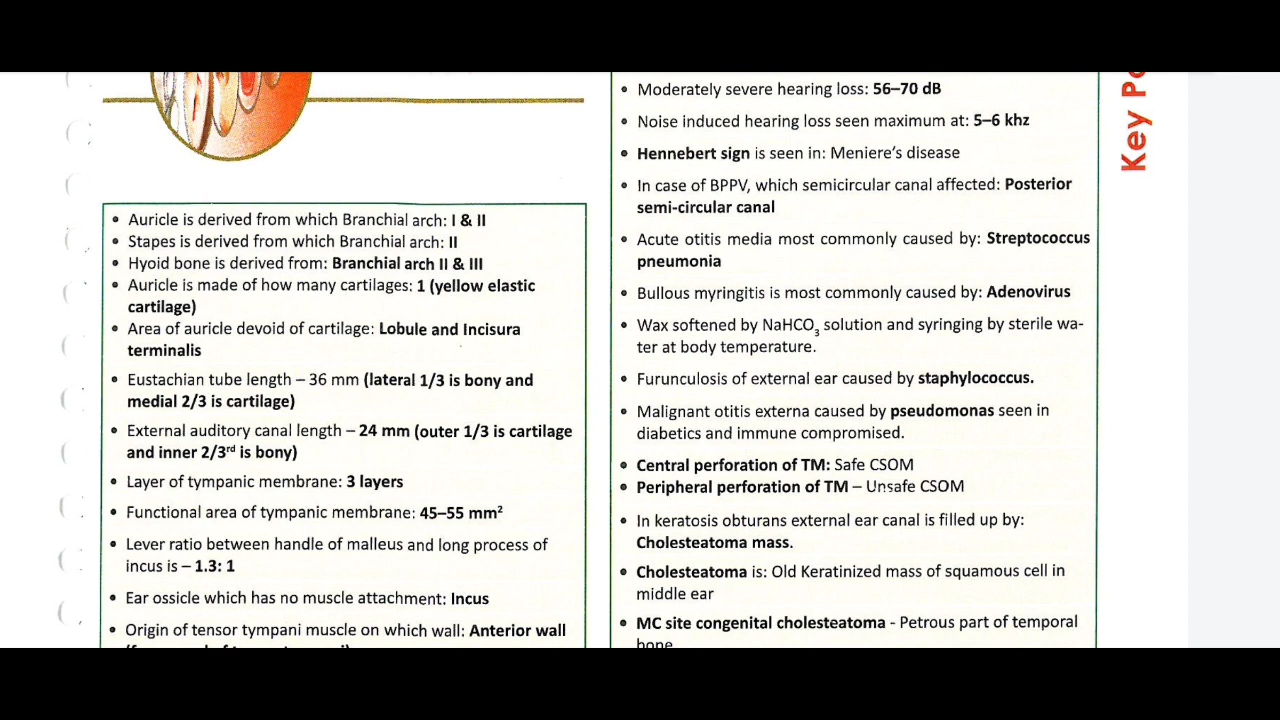 • Auricle is derived from which Branchial arch: I & II
• Stapes is derived from which Branchial arch: II
• Hyoid bone is derived from: Branchial arch II & III
• Auricle is made of how many cartilages: 1 (yellow elastic
cartilage)
• Area of auricle devoid of cartilage: Lobule and Incisura
terminalis
• Eustachian tube length – 36 mm (lateral 1/3 is bony and
medial 2/3 is cartilage)
• External auditory canal length – 24 mm (outer 1/3 is cartilage
and inner 2/3rd is bony)
• Layer of tympanic membrane: 3 layers
• Functional area of tympanic membrane: 45–55 mm²
• Lever ratio between handle of malleus and long process of
incus is – 1.3: 1
• Ear ossicle which has no muscle attachment: Incus
• Origin of tensor tympani muscle on which wall: Anterior wall
• Moderately severe hearing loss: 56–70 dB
• Noise induced hearing loss seen maximum at: 5–6 khz
• Hennebert sign is seen in: Meniere's disease
• In case of BPPV, which semicircular canal affected: Posterior
semi-circular canal
• Acute otitis media most commonly caused by: Streptococcus
pneumonia
• Bullous myringitis is most commonly caused by: Adenovirus
• Wax softened by NaHCO₃ solution and syringing by sterile wa-
ter at body temperature.
• Furunculosis of external ear caused by staphylococcus.
• Malignant otitis externa caused by pseudomonas seen in
diabetics and immune compromised.
• Central perforation of TM: Safe CSOM
• Peripheral perforation of TM – Unsafe CSOM
• In keratosis obturans external ear canal is filled up by:
Cholesteatoma mass.
• Cholesteatoma is: Old Keratinized mass of squamous cell in
middle ear
• MC site congenital cholesteatoma - Petrous part of temporal
bone
Key Po